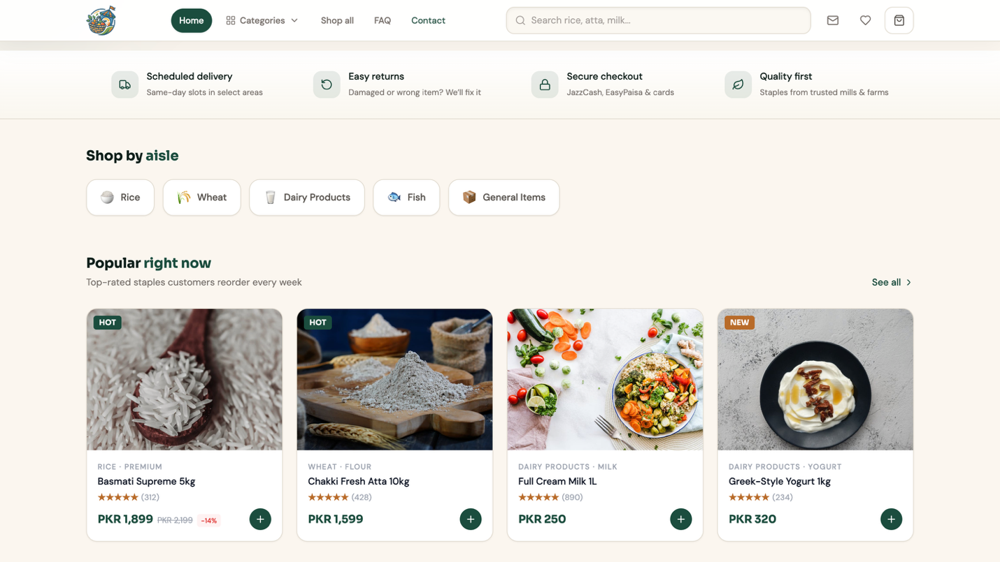 Home
Categories
Shop all
FAQ
Contact
Search rice, atta, milk...
Scheduled delivery
Same-day slots in select areas
Easy returns
Damaged or wrong item? We'll fix it
Secure checkout
JazzCash, EasyPaisa & cards
Quality first
Staples from trusted mills & farms
Shop by aisle
Rice
Wheat
Dairy Products
Fish
General Items
Popular right now
Top-rated staples customers reorder every week
See all
HOT
RICE · PREMIUM
Basmati Supreme 5kg
★★★★★ (312)
PKR 1,899 PKR 2,199 -14%
HOT
WHEAT · FLOUR
Chakki Fresh Atta 10kg
★★★★★ (428)
PKR 1,599
DAIRY PRODUCTS · MILK
Full Cream Milk 1L
★★★★★ (890)
PKR 250
NEW
DAIRY PRODUCTS · YOGURT
Greek-Style Yogurt 1kg
★★★★★ (234)
PKR 320